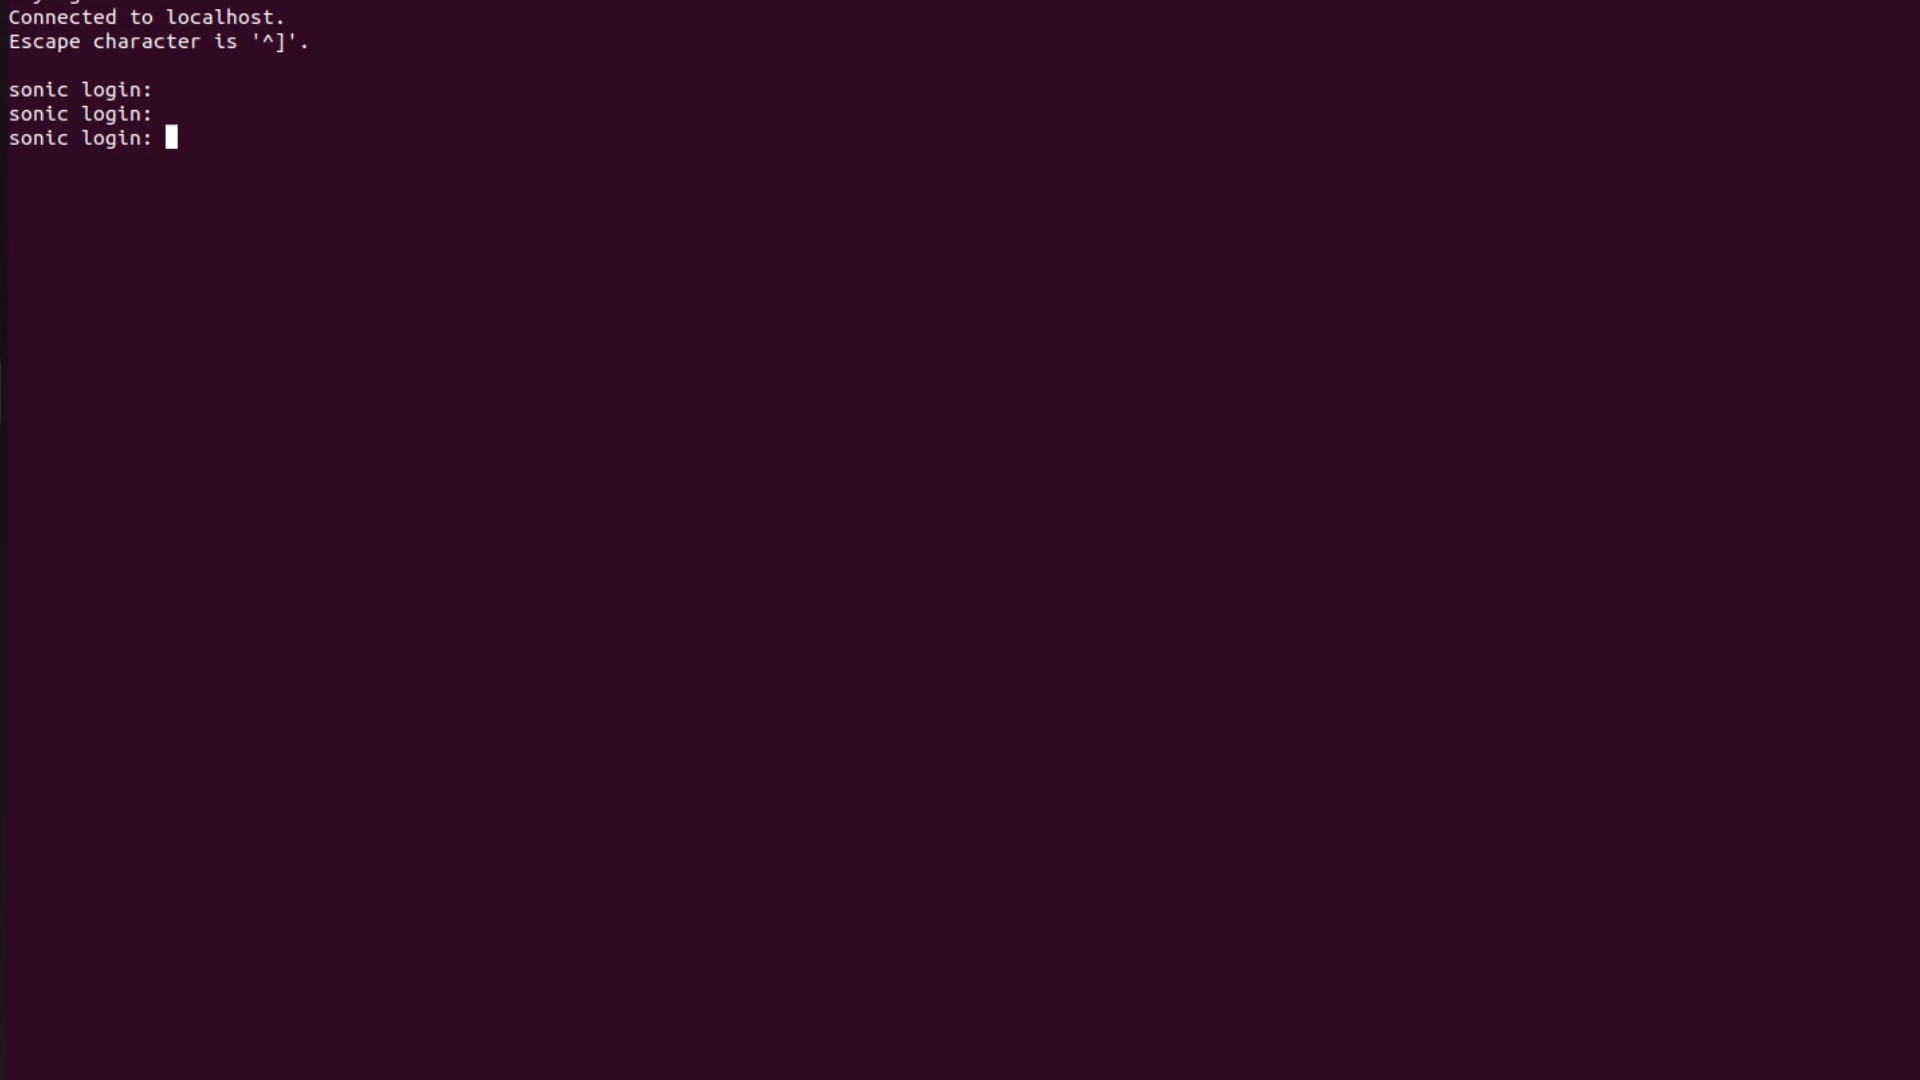 Connected to localhost.
Escape character is '^]'.
sonic login:
sonic login:
sonic login: